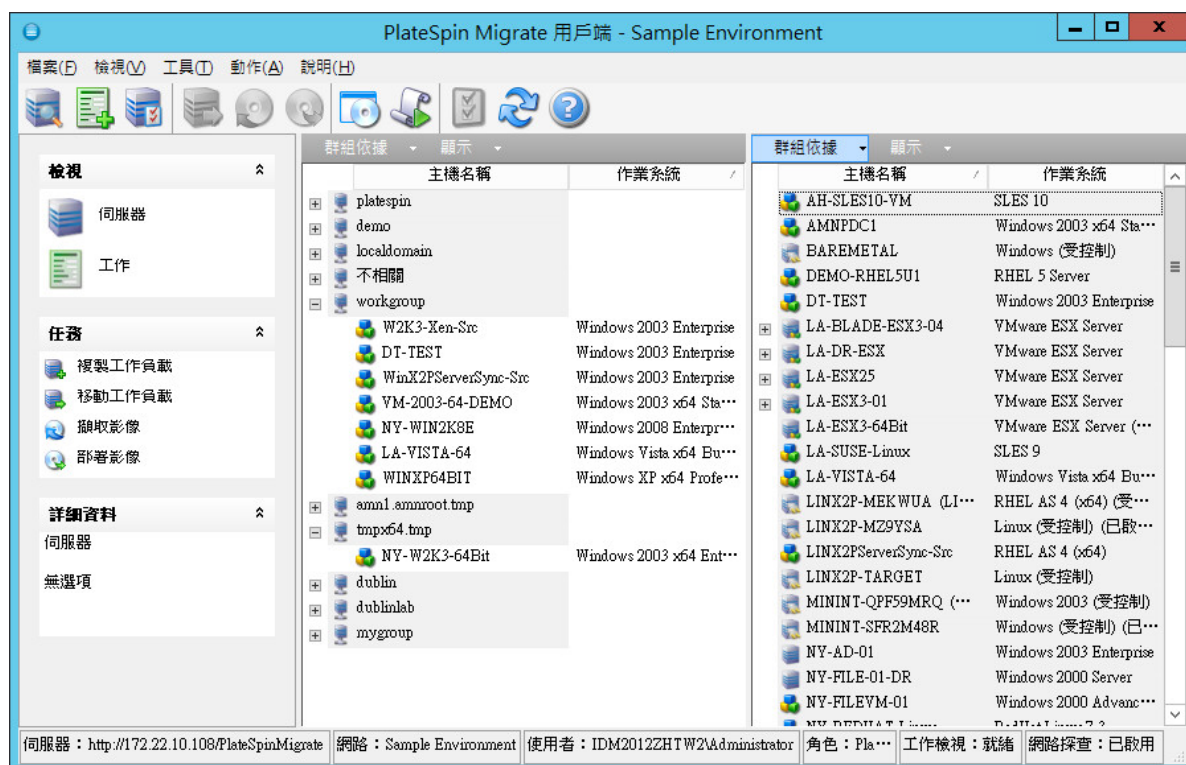 PlateSpin Migrate 用戶端 - Sample Environment
檔案(F) 檢視(V) 工具(T) 動作(A) 說明(H)
檢視
伺服器
工作
任務
複製工作負載
移動工作負載
擷取影像
部署影像
詳細資料
伺服器
無選項
群組依據 顯示
主機名稱 作業系統
platespin
demo
localdomain
不相關
workgroup
W2K3-Xen-Src Windows 2003 Enterprise
DT-TEST Windows 2003 Enterprise
WinX2PServerSync-Src Windows 2003 Enterprise
VM-2003-64-DEMO Windows 2003 x64 Sta…
NY-WIN2K8E Windows 2008 Enterpr…
LA-VISTA-64 Windows Vista x64 Bu…
WINXP64BIT Windows XP x64 Profe…
amn1.amnroot.tmp
tmpx64.tmp
NY-W2K3-64Bit Windows 2003 x64 Ent…
dublin
dublinlab
mygroup
群組依據 顯示
主機名稱 作業系統
AH-SLES10-VM SLES 10
AMNPDC1 Windows 2003 x64 Sta…
BAREMETAL Windows (受控制)
DEMO-RHEL5U1 RHEL 5 Server
DT-TEST Windows 2003 Enterprise
LA-BLADE-ESX3-04 VMware ESX Server
LA-DR-ESX VMware ESX Server
LA-ESX25 VMware ESX Server
LA-ESX3-01 VMware ESX Server
LA-ESX3-64Bit VMware ESX Server (…
LA-SUSE-Linux SLES 9
LA-VISTA-64 Windows Vista x64 Bu…
LINX2P-MEKWUA (LI… RHEL AS 4 (x64) (受…
LINX2P-MZ9YSA Linux (受控制) (已啟…
LINX2PServerSync-Src RHEL AS 4 (x64)
LINX2P-TARGET Linux (受控制)
MININT-QPF59MRQ (… Windows 2003 (受控制)
MININT-SFR2M48R Windows (受控制) (已…
NY-AD-01 Windows 2003 Enterprise
NY-FILE-01-DR Windows 2000 Server
NY-FILEVM-01 Windows 2000 Advanc…
伺服器：http://172.22.10.108/PlateSpinMigrate 網路：Sample Environment 使用者：IDM2012ZHTW2\Administrator 角色：Pla… 工作檢視：就緒 網路探查：已啟用